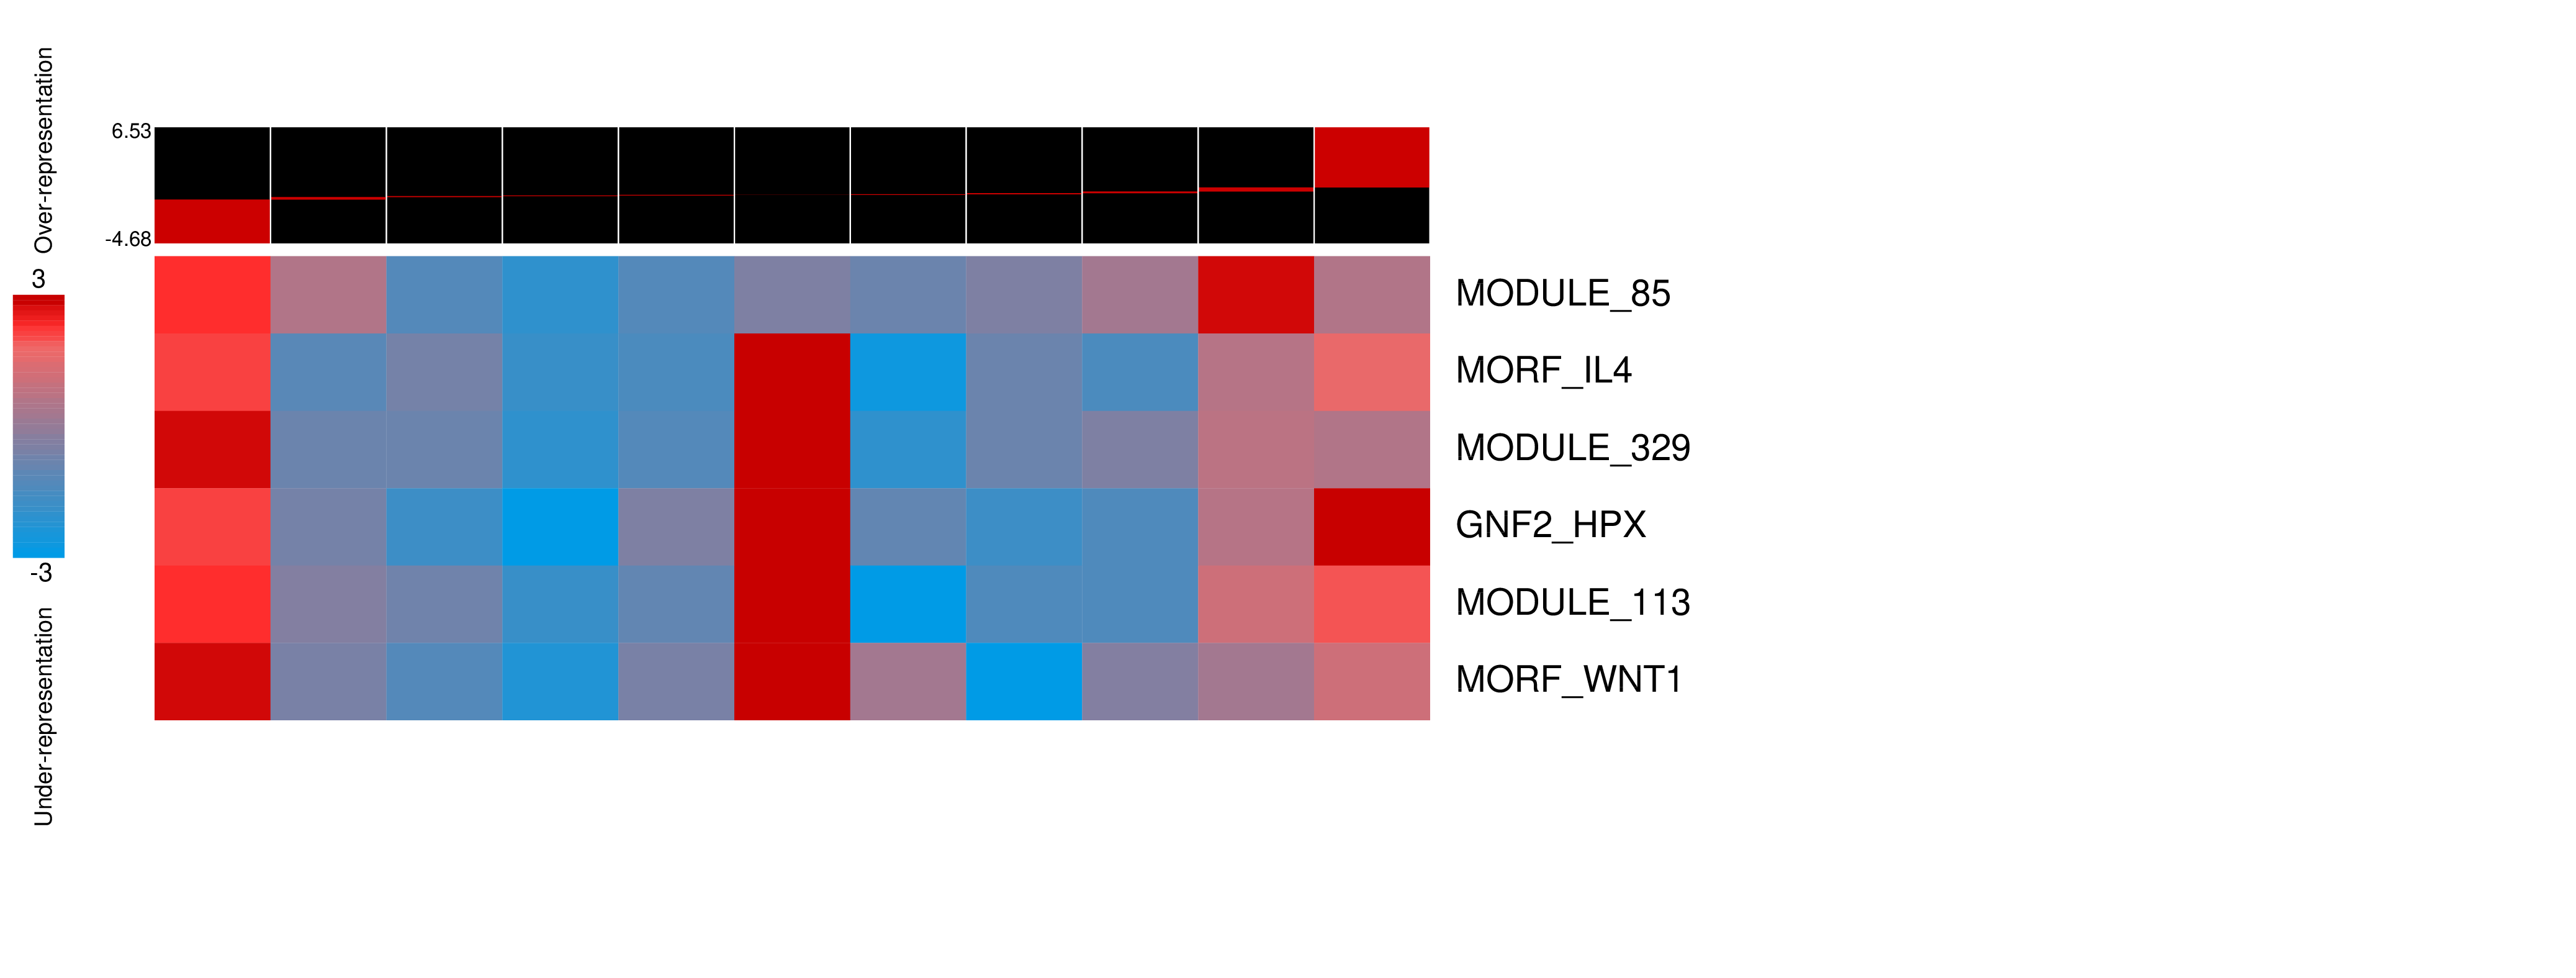 Over-representation
3
-3
Under-representation
6.53
-4.68
MODULE_85
MORF_IL4
MODULE_329
GNF2_HPX
MODULE_113
MORF_WNT1